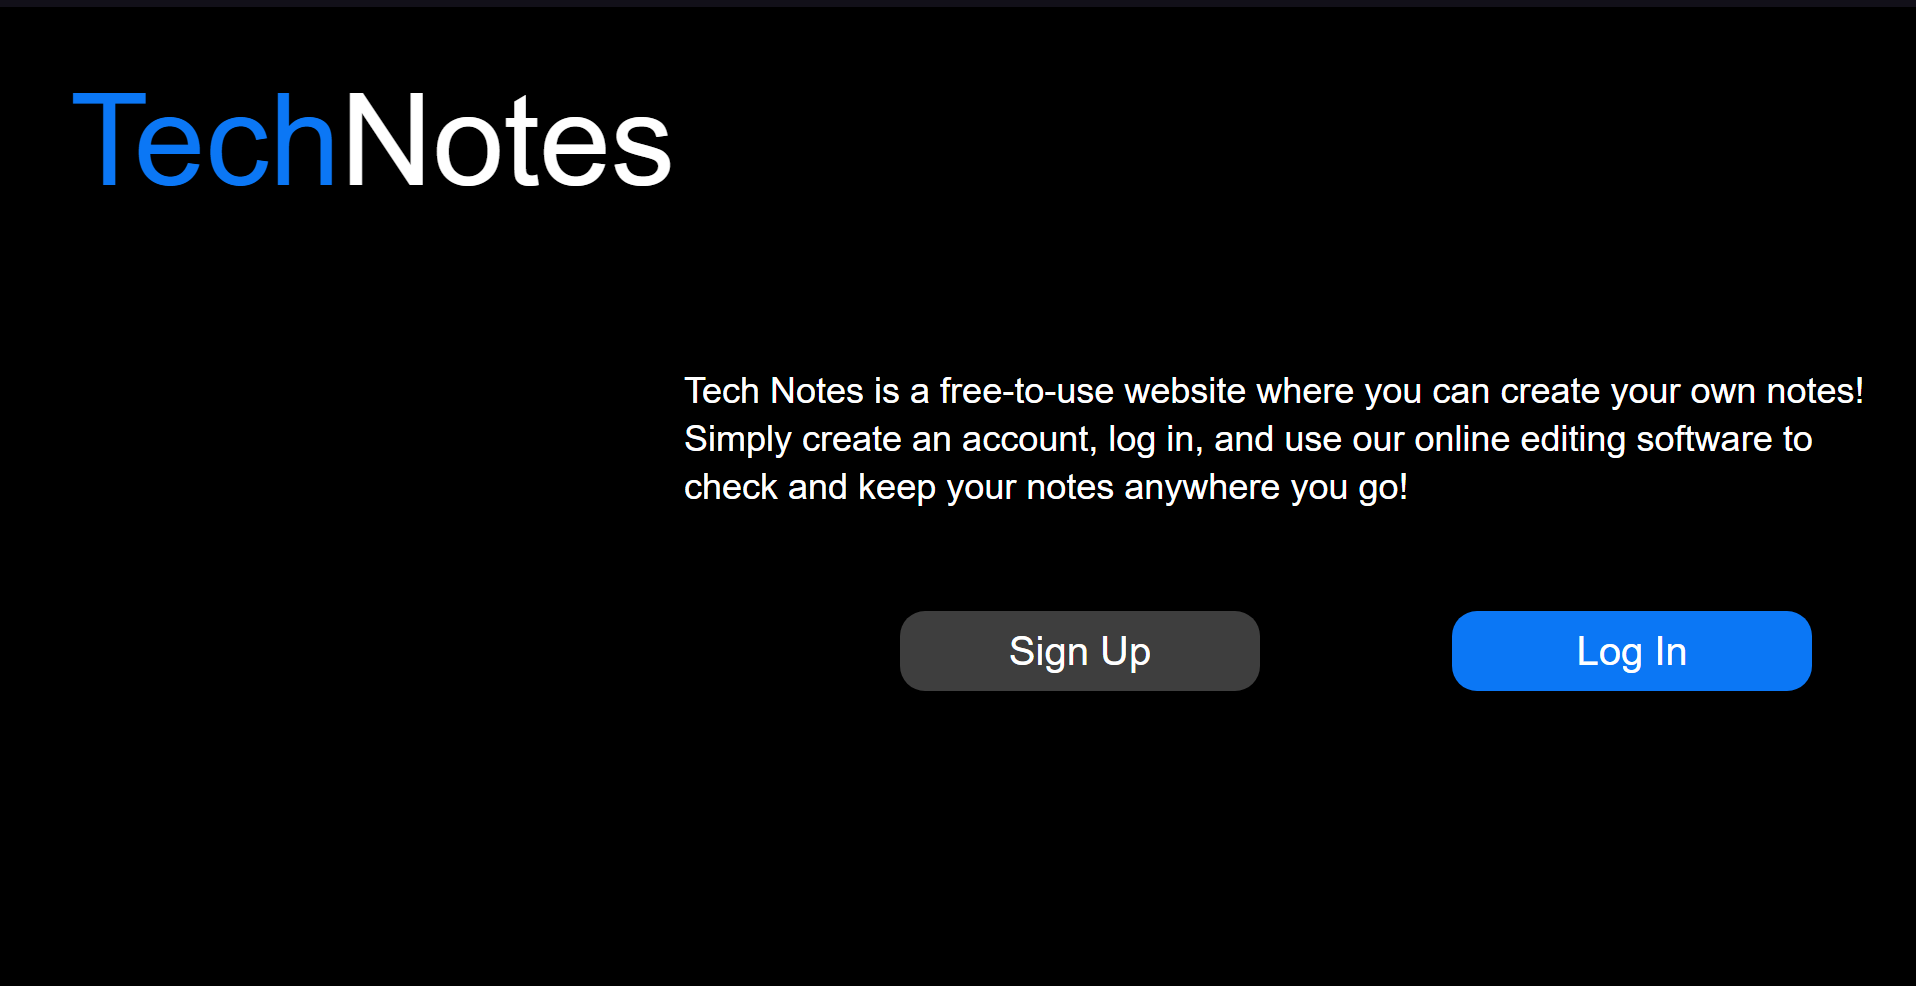 TechNotes
Tech Notes is a free-to-use website where you can create your own notes!
Simply create an account, log in, and use our online editing software to
check and keep your notes anywhere you go!
Sign Up
Log In